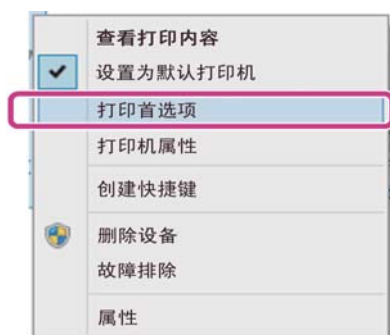 查看打印内容
设置为默认打印机
打印首选项
打印机属性
创建快捷键
删除设备
故障排除
属性